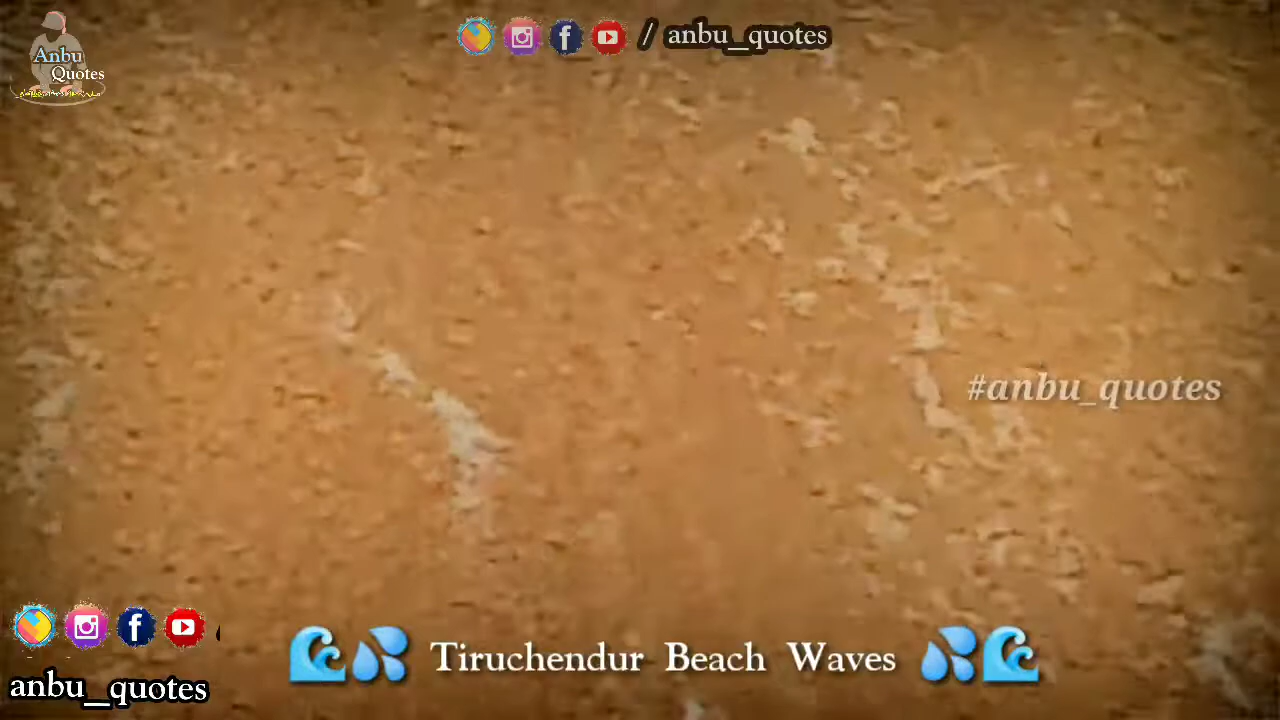 Anbu
Quotes
/ anbu_quotes
#anbu_quotes
anbu_quotes
🌊💦 Tiruchendur Beach Waves 💦🌊